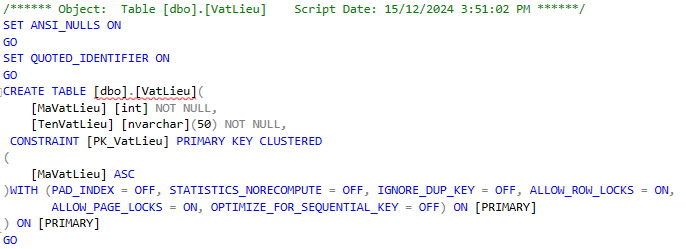 /****** Object:  Table [dbo].[VatLieu]    Script Date: 15/12/2024 3:51:02 PM ******/
SET ANSI_NULLS ON
GO
SET QUOTED_IDENTIFIER ON
GO
CREATE TABLE [dbo].[VatLieu](
    [MaVatLieu] [int] NOT NULL,
    [TenVatLieu] [nvarchar](50) NOT NULL,
 CONSTRAINT [PK_VatLieu] PRIMARY KEY CLUSTERED
(
    [MaVatLieu] ASC
)WITH (PAD_INDEX = OFF, STATISTICS_NORECOMPUTE = OFF, IGNORE_DUP_KEY = OFF, ALLOW_ROW_LOCKS = ON,
       ALLOW_PAGE_LOCKS = ON, OPTIMIZE_FOR_SEQUENTIAL_KEY = OFF) ON [PRIMARY]
) ON [PRIMARY]
GO